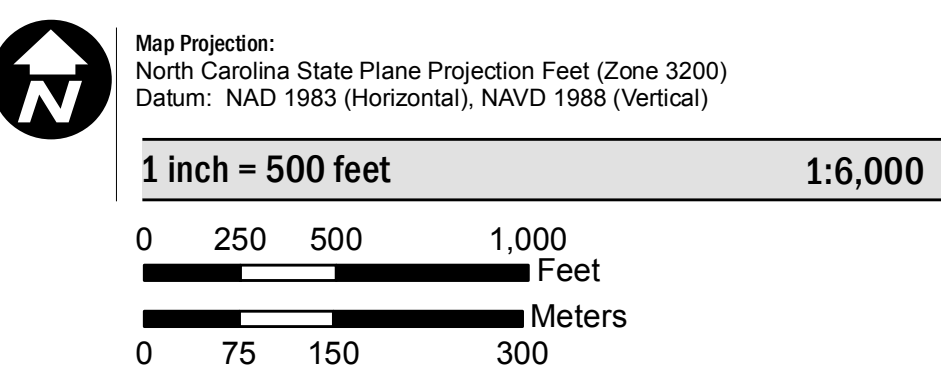 N
Map Projection:
North Carolina State Plane Projection Feet (Zone 3200)
Datum: NAD 1983 (Horizontal), NAVD 1988 (Vertical)
1 inch = 500 feet 1:6,000
0 250 500 1,000
Feet
Meters
0 75 150 300